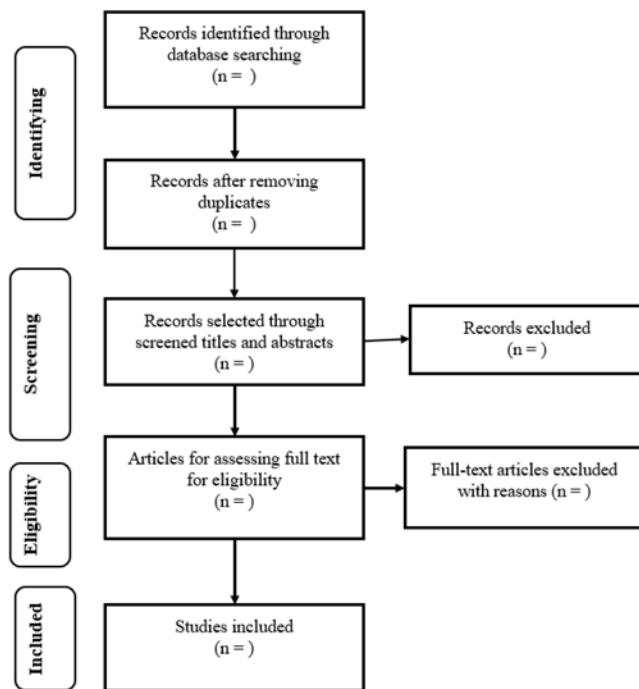 Identifying
Records identified through
database searching
(n =  )
Records after removing
duplicates
(n =  )
Screening
Records selected through
screened titles and abstracts
(n = )
Records excluded
(n = )
Eligibility
Articles for assessing full text
for eligibility
(n = )
Full-text articles excluded
with reasons (n = )
Included
Studies included
(n = )